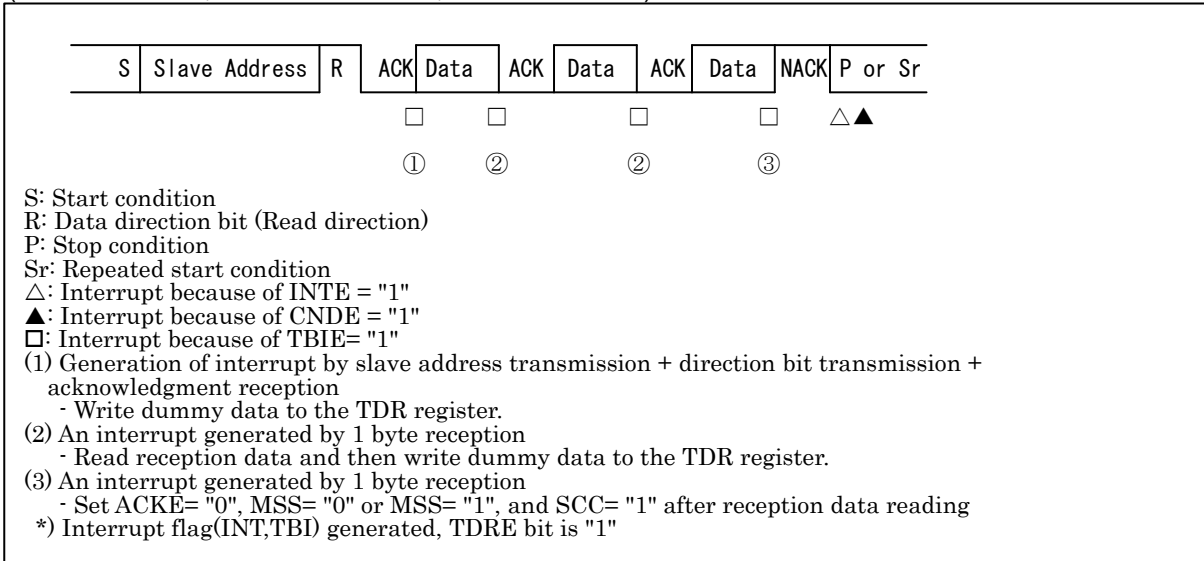 S Slave Address R ACK Data ACK Data ACK Data NACK P or Sr
□ □ □ □ △▲
① ② ② ③
S: Start condition
R: Data direction bit (Read direction)
P: Stop condition
Sr: Repeated start condition
△: Interrupt because of INTE = "1"
▲: Interrupt because of CNDE = "1"
□: Interrupt because of TBIE= "1"
(1) Generation of interrupt by slave address transmission + direction bit transmission +
acknowledgment reception
- Write dummy data to the TDR register.
(2) An interrupt generated by 1 byte reception
- Read reception data and then write dummy data to the TDR register.
(3) An interrupt generated by 1 byte reception
- Set ACKE= "0", MSS= "0" or MSS= "1", and SCC= "1" after reception data reading
*) Interrupt flag(INT,TBI) generated, TDRE bit is "1"